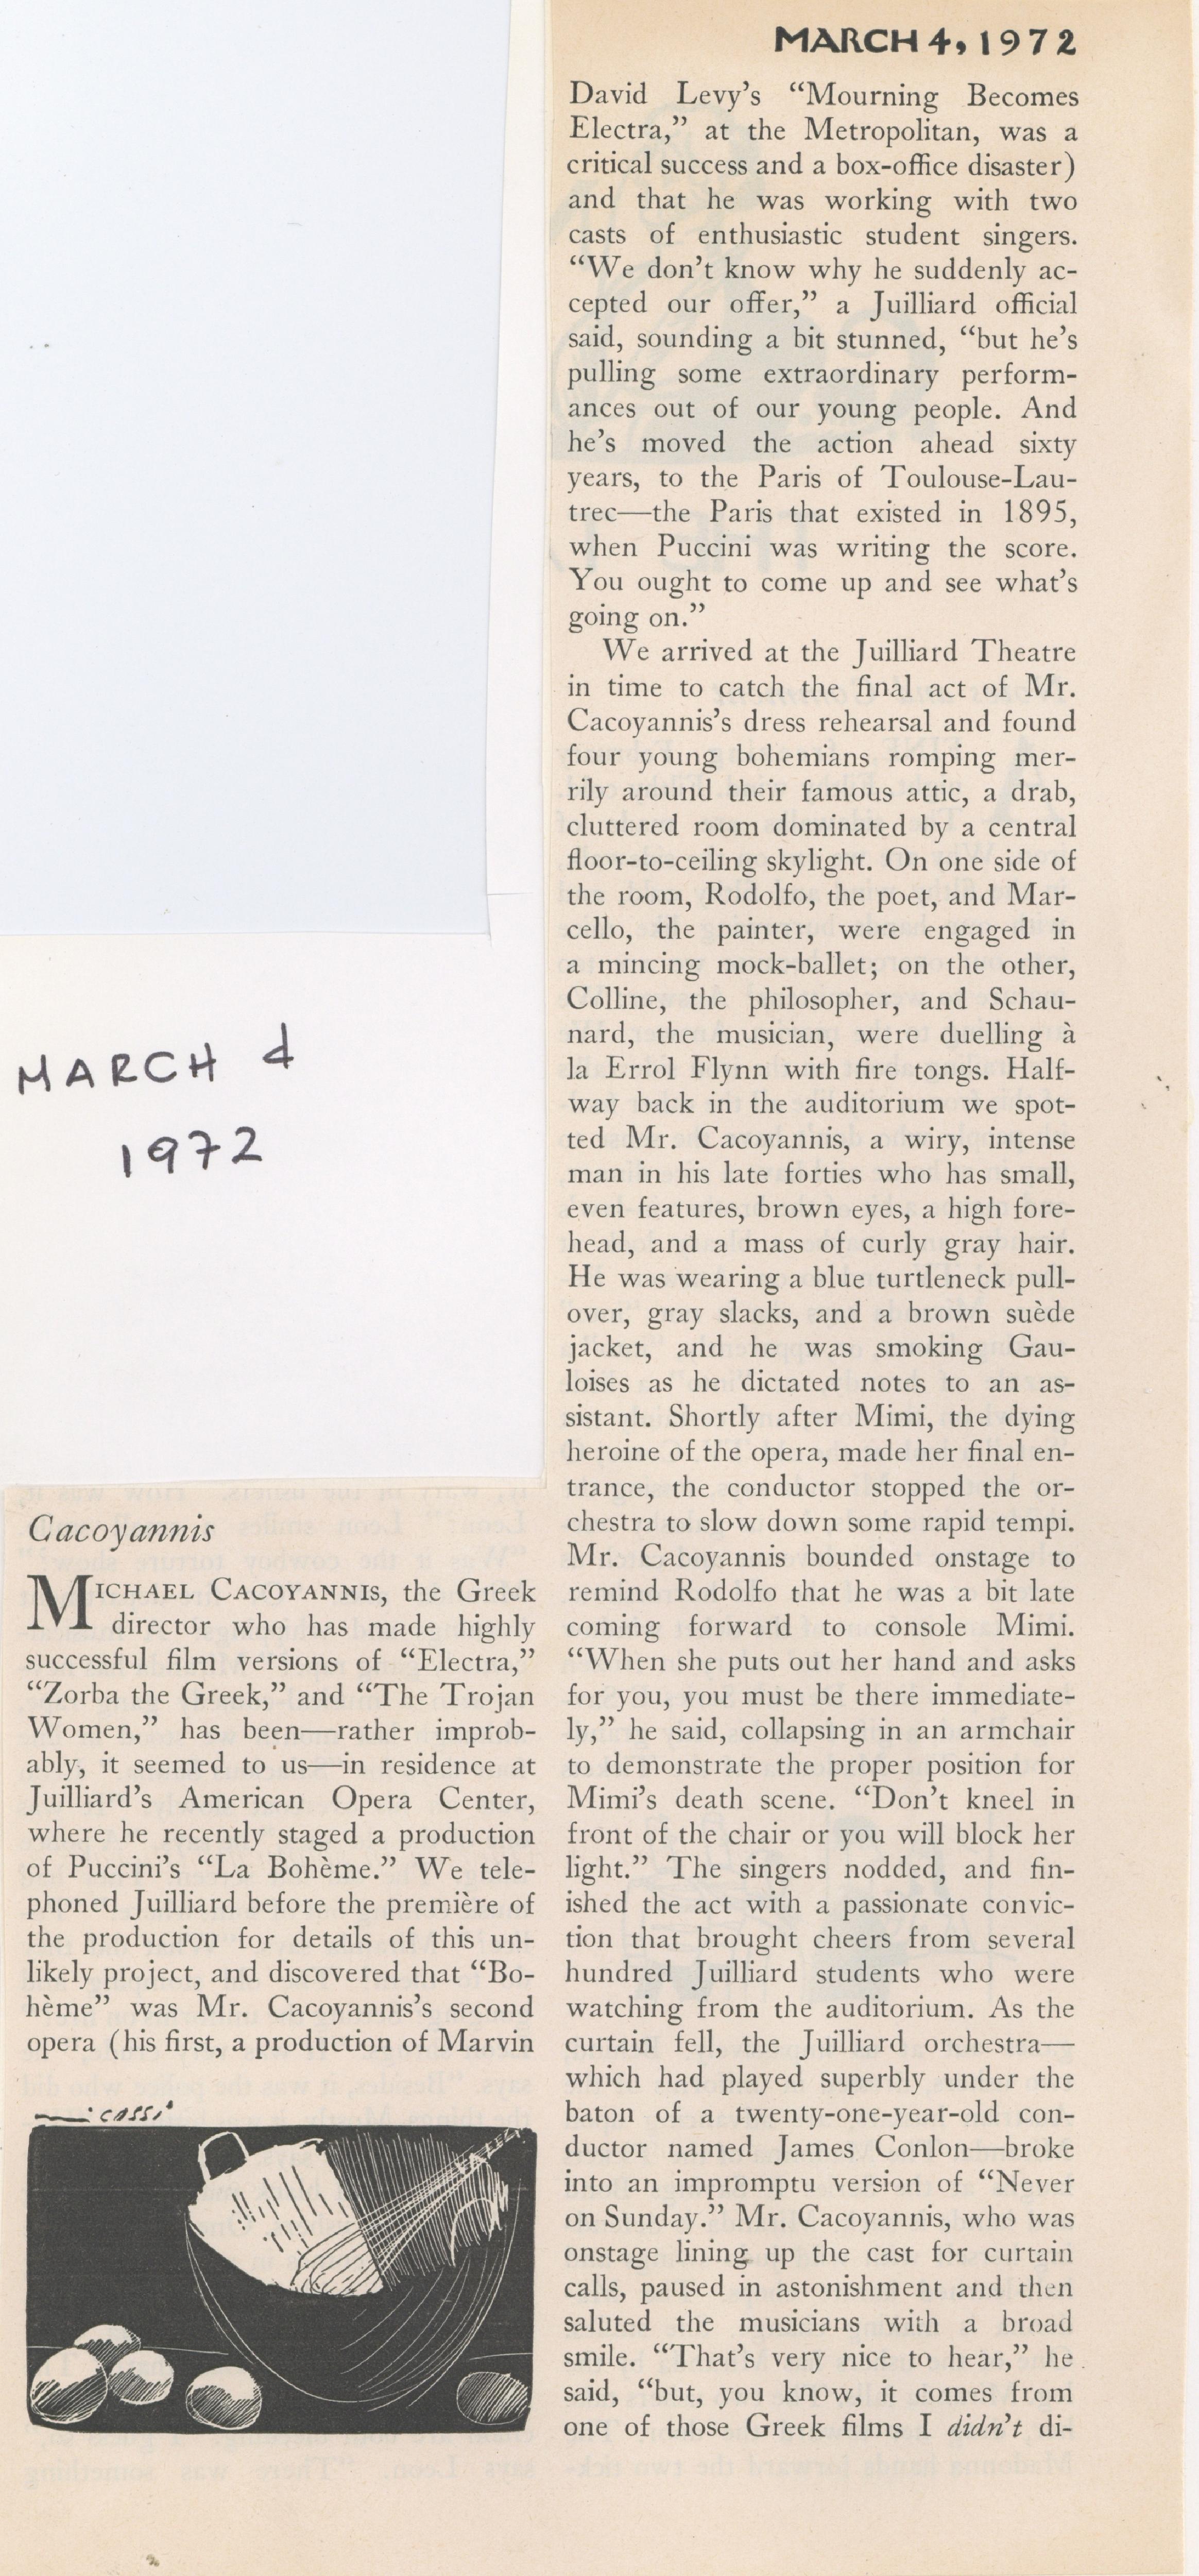 MARCH 4
1972
Cacoyannis
MICHAEL CACOYANNIS, the Greek
director who has made highly
successful film versions of “Electra,”
“Zorba the Greek,” and “The Trojan
Women,” has been—rather improb-
ably, it seemed to us—in residence at
Juilliard’s American Opera Center,
where he recently staged a production
of Puccini’s “La Bohème.” We tele-
phoned Juilliard before the première of
the production for details of this un-
likely project, and discovered that “Bo-
hème” was Mr. Cacoyannis’s second
opera (his first, a production of Marvin
MARCH 4, 1972
David Levy’s “Mourning Becomes
Electra,” at the Metropolitan, was a
critical success and a box-office disaster)
and that he was working with two
casts of enthusiastic student singers.
“We don’t know why he suddenly ac-
cepted our offer,” a Juilliard official
said, sounding a bit stunned, “but he’s
pulling some extraordinary perform-
ances out of our young people. And
he’s moved the action ahead sixty
years, to the Paris of Toulouse-Lau-
trec—the Paris that existed in 1895,
when Puccini was writing the score.
You ought to come up and see what’s
going on.”
We arrived at the Juilliard Theatre
in time to catch the final act of Mr.
Cacoyannis’s dress rehearsal and found
four young bohemians romping mer-
rily around their famous attic, a drab,
cluttered room dominated by a central
floor-to-ceiling skylight. On one side of
the room, Rodolfo, the poet, and Mar-
cello, the painter, were engaged in
a mincing mock-ballet; on the other,
Colline, the philosopher, and Schau-
nard, the musician, were duelling à
la Errol Flynn with fire tongs. Half-
way back in the auditorium we spot-
ted Mr. Cacoyannis, a wiry, intense
man in his late forties who has small,
even features, brown eyes, a high fore-
head, and a mass of curly gray hair.
He was wearing a blue turtleneck pull-
over, gray slacks, and a brown suède
jacket, and he was smoking Gau-
loises as he dictated notes to an as-
sistant. Shortly after Mimi, the dying
heroine of the opera, made her final en-
trance, the conductor stopped the or-
chestra to slow down some rapid tempi.
Mr. Cacoyannis bounded onstage to
remind Rodolfo that he was a bit late
coming forward to console Mimi.
“When she puts out her hand and asks
for you, you must be there immediate-
ly,” he said, collapsing in an armchair
to demonstrate the proper position for
Mimi’s death scene. “Don’t kneel in
front of the chair or you will block her
light.” The singers nodded, and fin-
ished the act with a passionate convic-
tion that brought cheers from several
hundred Juilliard students who were
watching from the auditorium. As the
curtain fell, the Juilliard orchestra—
which had played superbly under the
baton of a twenty-one-year-old con-
ductor named James Conlon—broke
into an impromptu version of “Never
on Sunday.” Mr. Cacoyannis, who was
onstage lining up the cast for curtain
calls, paused in astonishment and then
saluted the musicians with a broad
smile. “That’s very nice to hear,” he
said, “but, you know, it comes from
one of those Greek films I didn’t di-